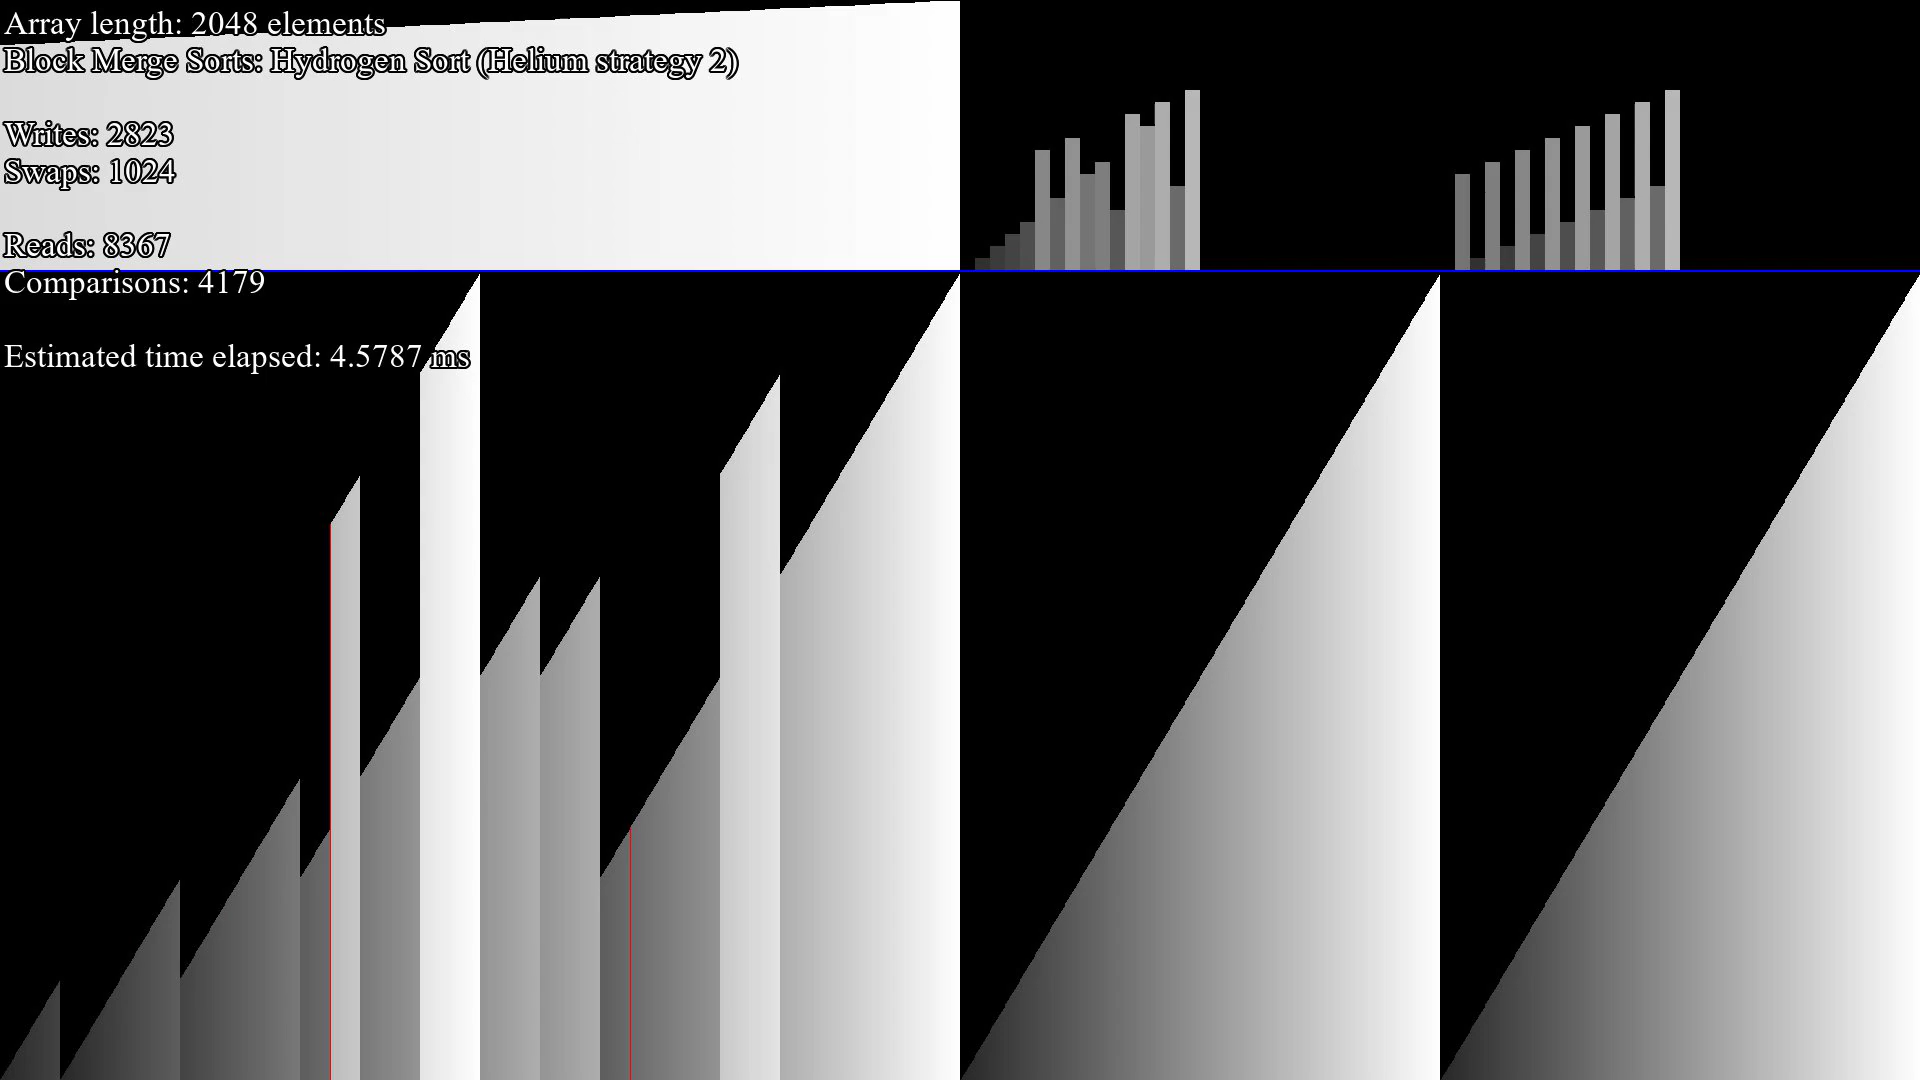 Array length: 2048 elements
Block Merge Sorts: Hydrogen Sort (Helium strategy 2)
Writes: 2823
Swaps: 1024
Reads: 8367
Comparisons: 4179
Estimated time elapsed: 4.5787 ms